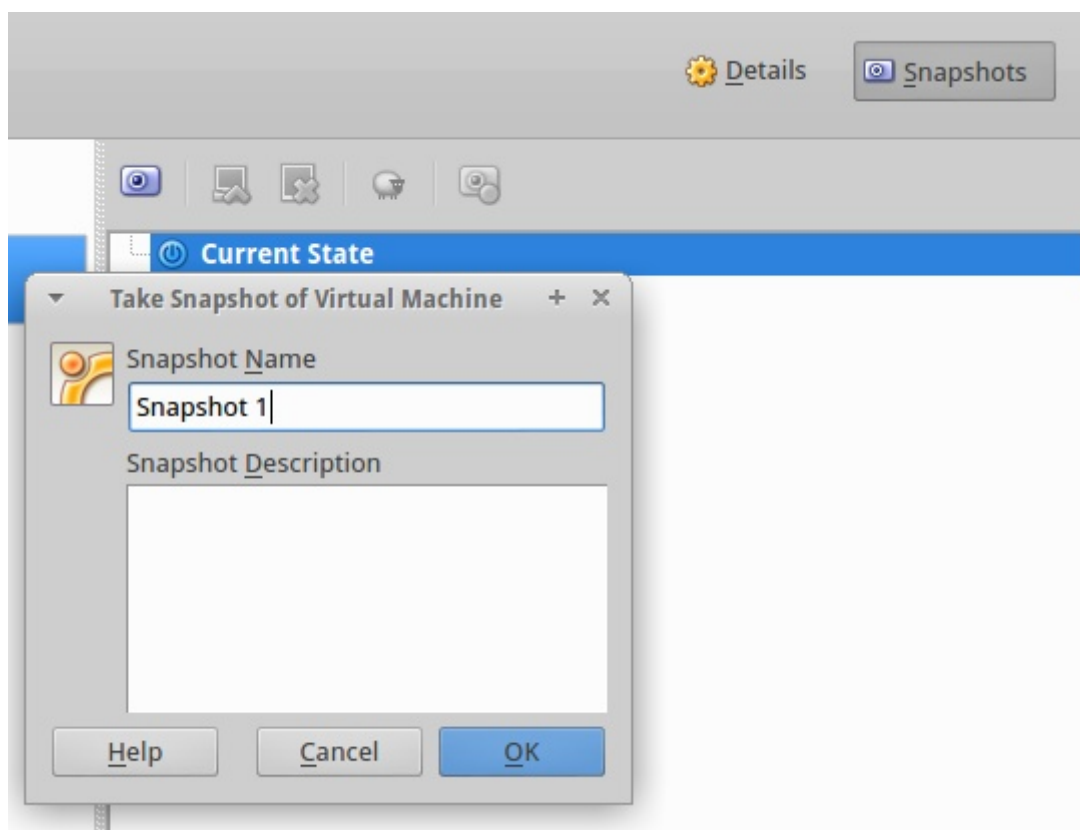 Details
Snapshots
Current State
Take Snapshot of Virtual Machine
Snapshot Name
Snapshot 1
Snapshot Description
Help
Cancel
OK